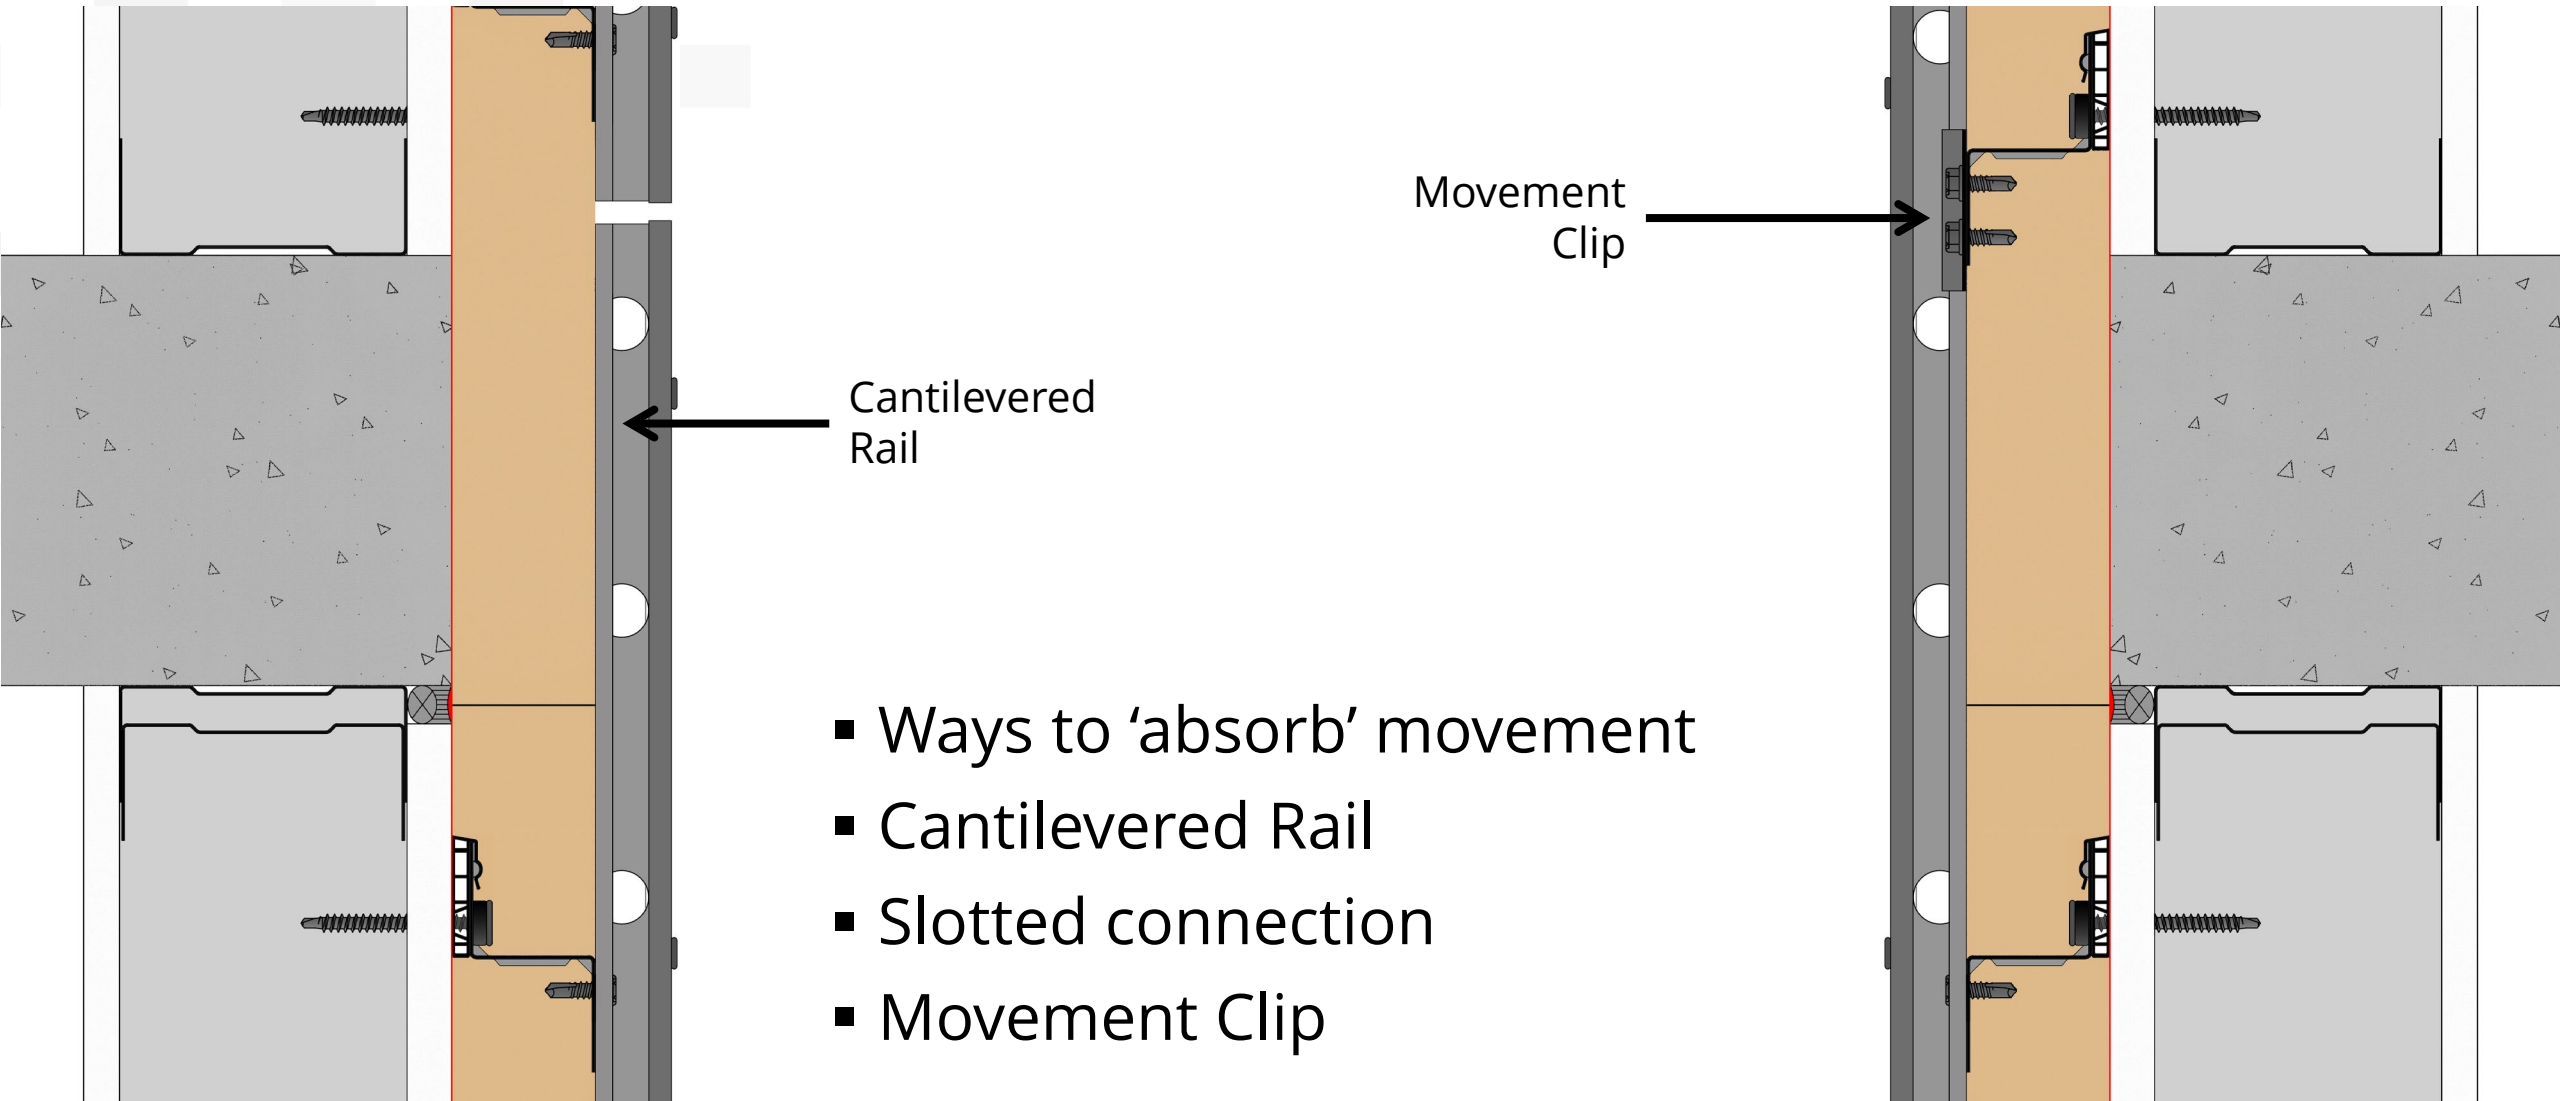 Movement
Clip
Cantilevered
Rail
▪ Ways to ‘absorb’ movement
▪ Cantilevered Rail
▪ Slotted connection
▪ Movement Clip